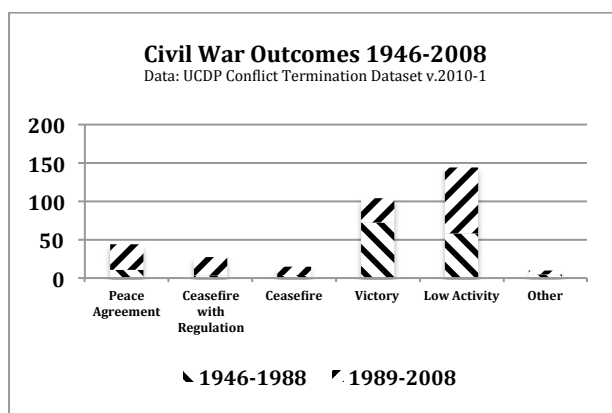 Civil War Outcomes 1946-2008
Data: UCDP Conflict Termination Dataset v.2010-1
200
150
100
50
0
Peace
Agreement
Ceasefire
with
Regulation
Ceasefire
Victory
Low Activity
Other
1946-1988
1989-2008